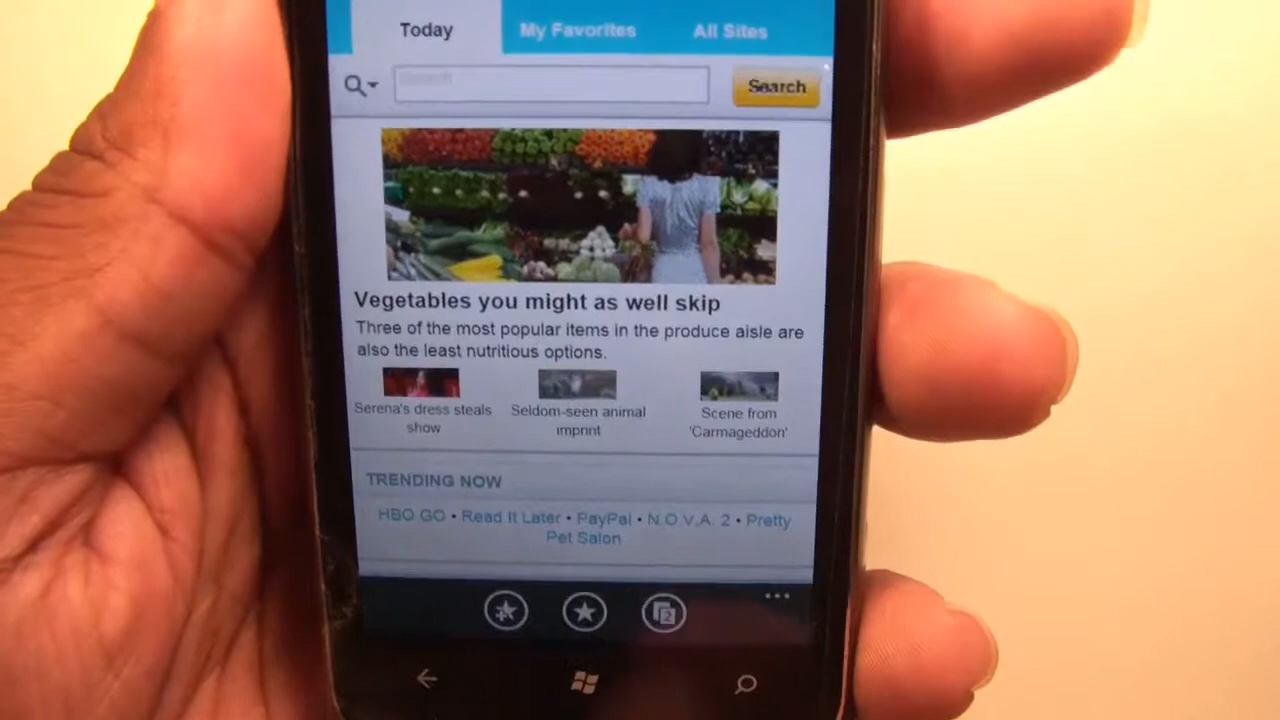 Today My Favorites All Sites
Search Search
Vegetables you might as well skip
Three of the most popular items in the produce aisle are
also the least nutritious options.
Serena's dress steals
show
Seldom-seen animal
imprint
Scene from
'Carmageddon'
TRENDING NOW
HBO GO • Read It Later • PayPal • N.O.V.A. 2 • Pretty
Pet Salon
2